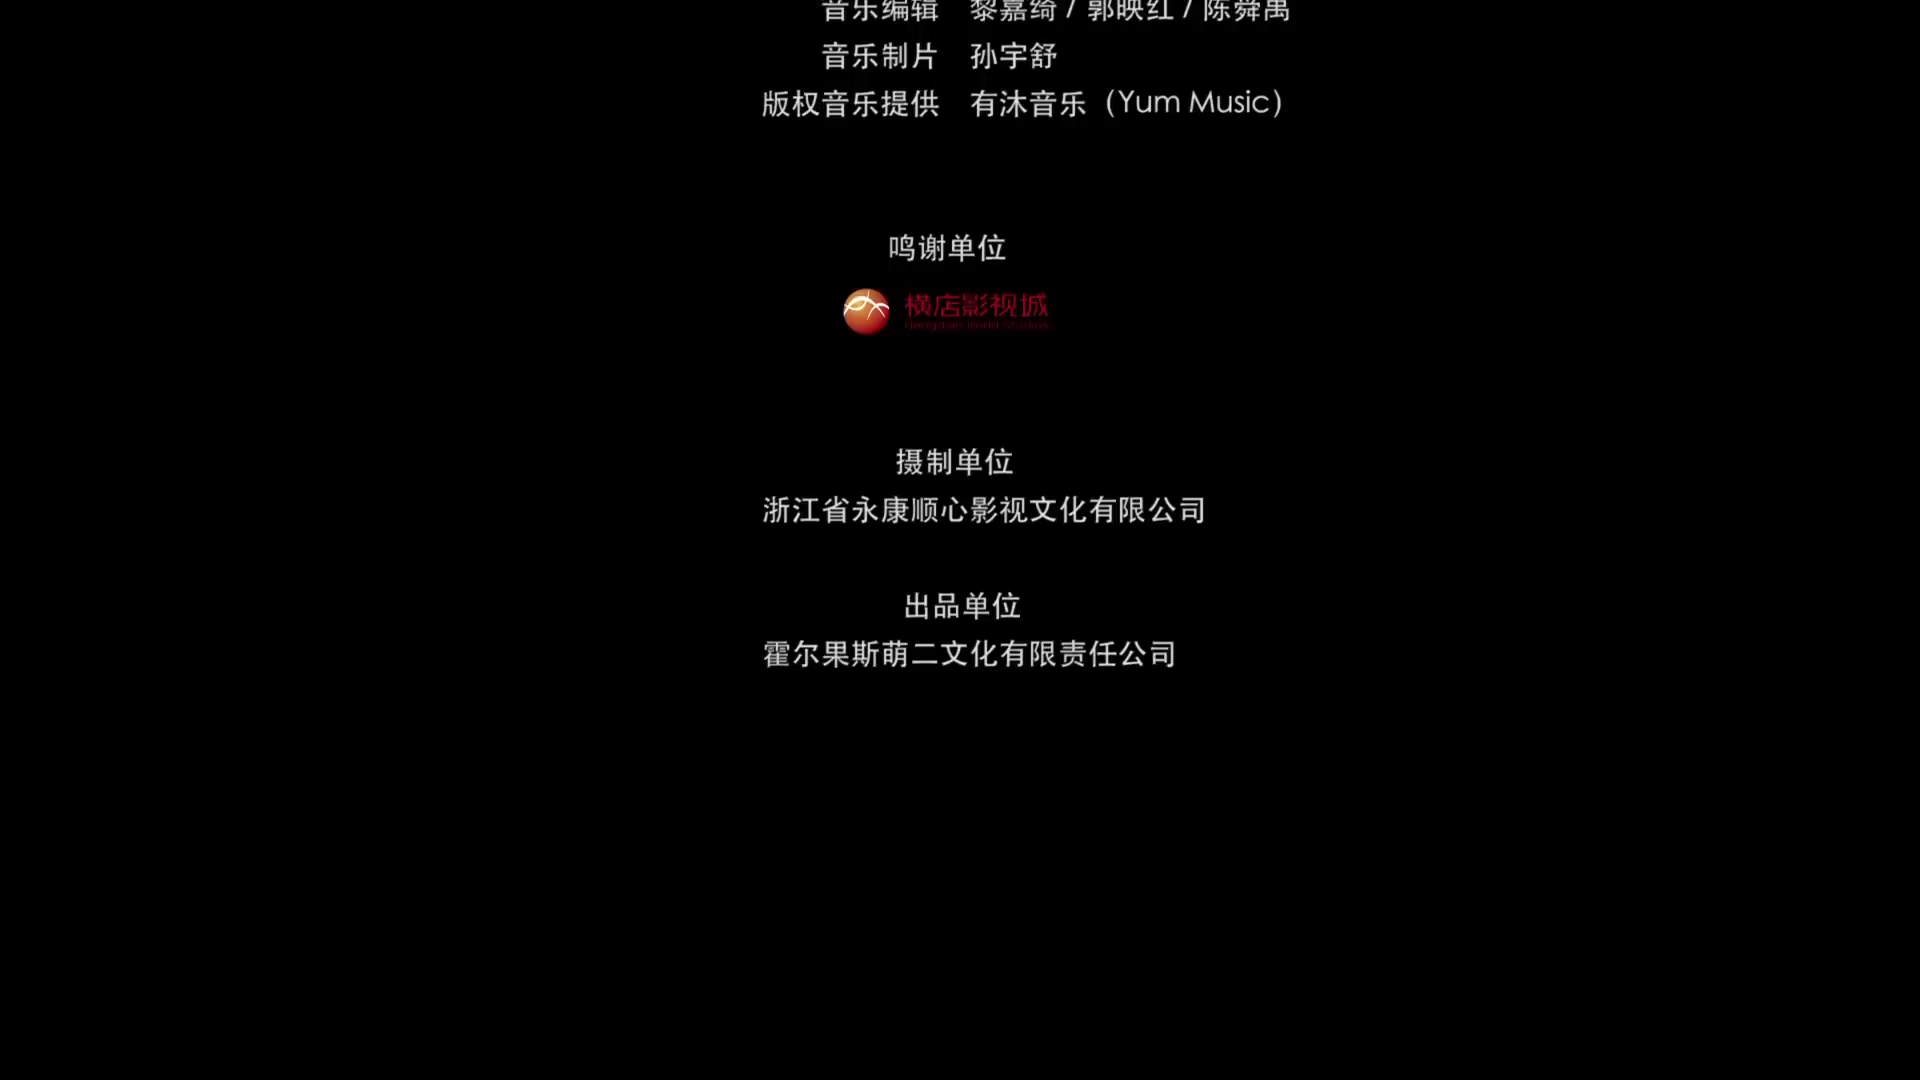 音乐编辑 黎嘉绮 / 郭映红 / 陈舜禹
音乐制片 孙宇舒
版权音乐提供 有沐音乐（Yum Music）
鸣谢单位
横店影视城
Hengdian World Studios
摄制单位
浙江省永康顺心影视文化有限公司
出品单位
霍尔果斯萌二文化有限责任公司